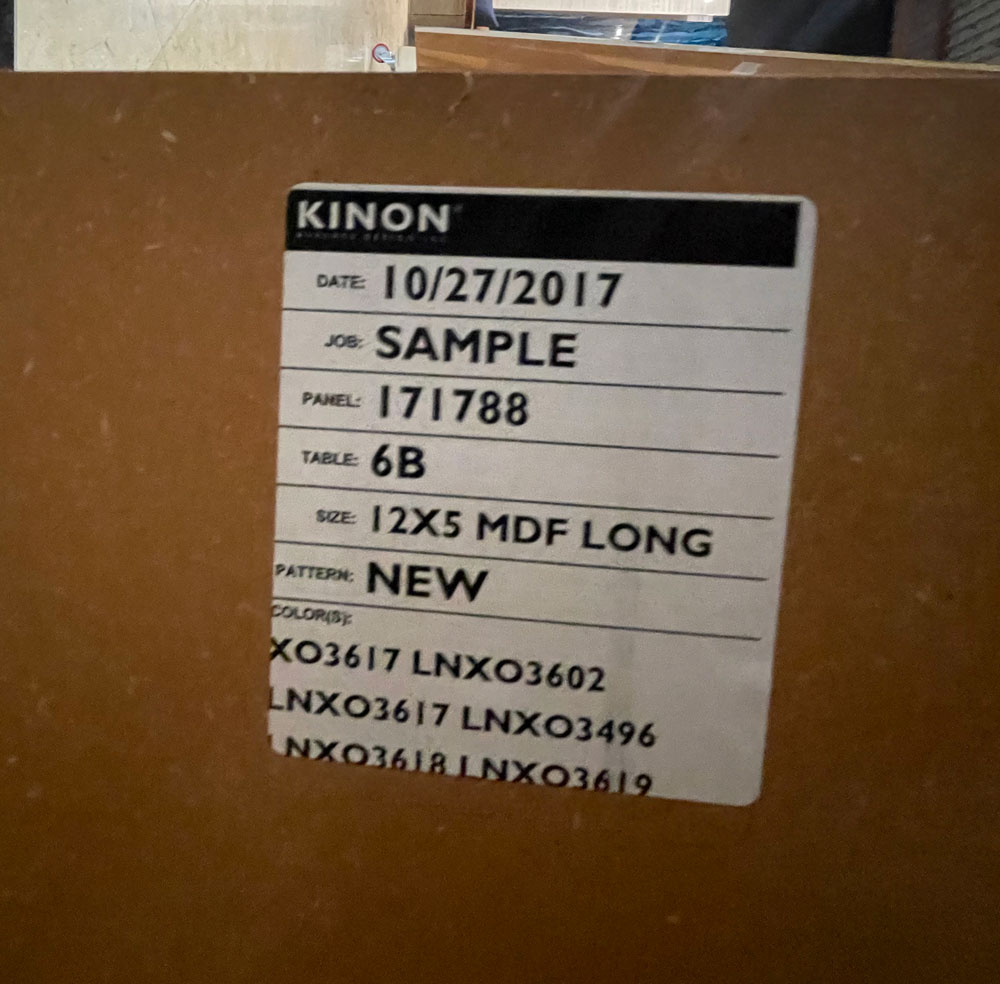 KINON
DATE: 10/27/2017
JOB: SAMPLE
PANEL: 171788
TABLE: 6B
SIZE: 12X5 MDF LONG
PATTERN: NEW
COLOR(S):
XO3617 LNXO3602
LNXO3617 LNXO3496
LNXO3618 LNXO3619